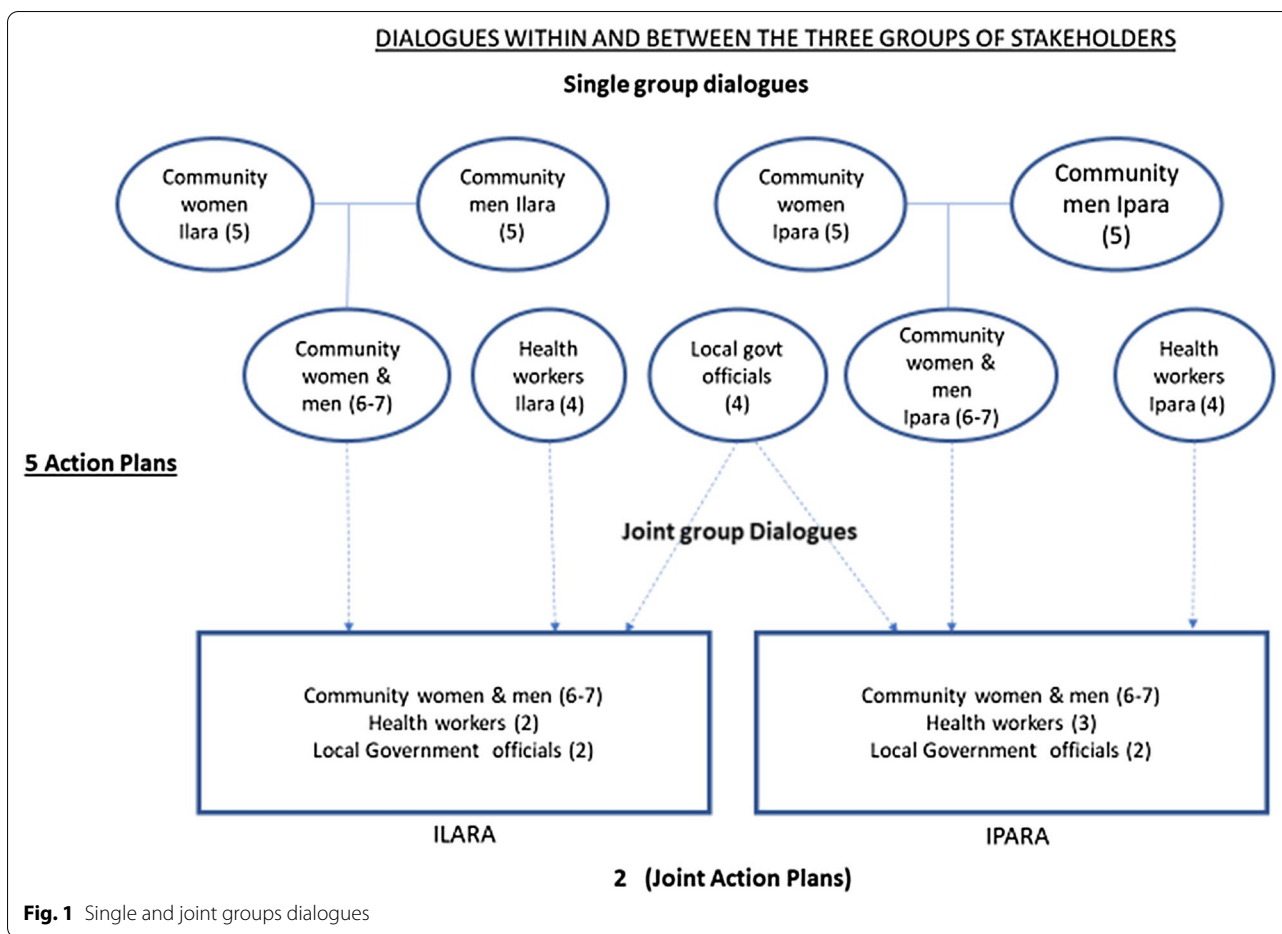 DIALOGUES WITHIN AND BETWEEN THE THREE GROUPS OF STAKEHOLDERS
Single group dialogues
Community
women
Ilara (5)
Community
men Ilara
(5)
Community
women
Ipara (5)
Community
men Ipara
(5)
Community
women &
men (6-7)
Health
workers
Ilara (4)
Local govt
officials
(4)
Community
women &
men
Ipara (6-7)
Health
workers
Ipara (4)
5 Action Plans
Joint group Dialogues
Community women & men (6-7)
Health workers (2)
Local Government officials (2)
Community women & men (6-7)
Health workers (3)
Local Government officials (2)
ILARA
IPARA
2 (Joint Action Plans)
Fig. 1 Single and joint groups dialogues